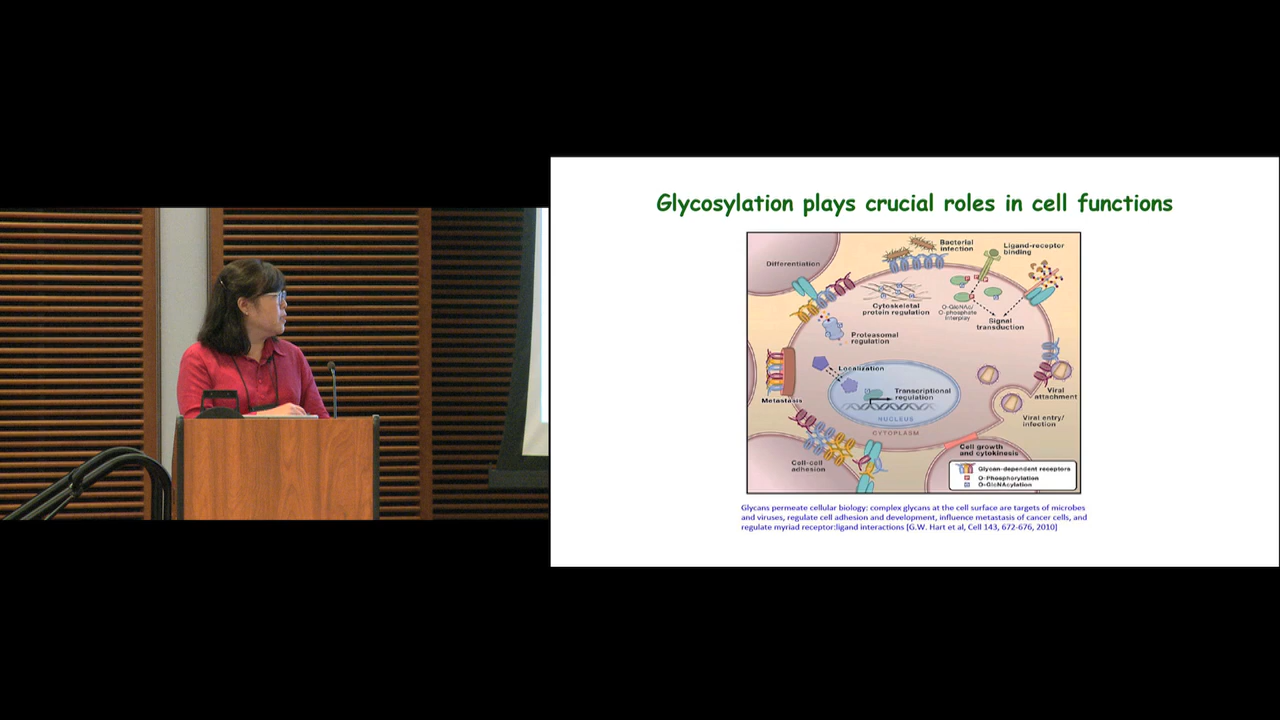 Glycosylation plays crucial roles in cell functions
Bacterial
infection
Ligand-receptor
binding
Differentiation
Cytoskeletal
protein regulation
O-GlcNAc/
O-phosphate
interplay
Signal
transduction
Proteasomal
regulation
Localization
Transcriptional
regulation
Metastasis
NUCLEUS
CYTOPLASM
Viral
attachment
Viral entry/
infection
Cell growth
and cytokinesis
Cell-cell
adhesion
Glycan-dependent receptors
P O-Phosphorylation
G O-GlcNAcylation
Glycans permeate cellular biology: complex glycans at the cell surface are targets of microbes
and viruses, regulate cell adhesion and development, influence metastasis of cancer cells, and
regulate myriad receptor:ligand interactions [G.W. Hart et al, Cell 143, 672-676, 2010]